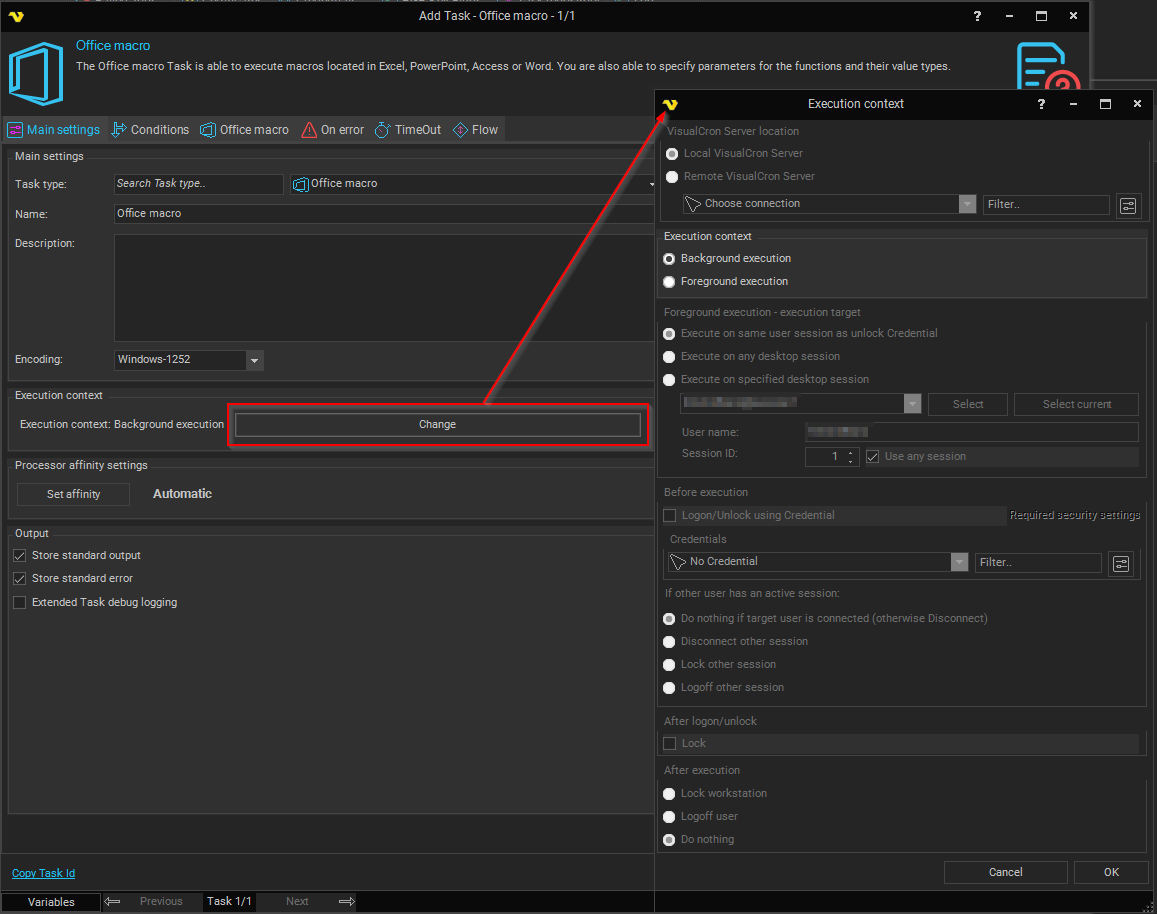 Add Task - Office macro - 1/1
?
Office macro
The Office macro Task is able to execute macros located in Excel, PowerPoint, Access or Word. You are also able to specify parameters for the functions and their value types.
Main settings
Conditions
Office macro
On error
TimeOut
Flow
Main settings
Task type:
Search Task type..
Office macro
Name:
Office macro
Description:
Encoding:
Windows-1252
Execution context
Execution context: Background execution
Change
Processor affinity settings
Set affinity
Automatic
Output
Store standard output
Store standard error
Extended Task debug logging
Copy Task Id
Variables
Previous
Task 1/1
Next
Execution context
?
VisualCron Server location
Local VisualCron Server
Remote VisualCron Server
Choose connection
Filter..
Execution context
Background execution
Foreground execution
Foreground execution - execution target
Execute on same user session as unlock Credential
Execute on any desktop session
Execute on specified desktop session
Select
Select current
User name:
Session ID:
1
Use any session
Before execution
Logon/Unlock using Credential
Required security settings
Credentials
No Credential
Filter..
If other user has an active session:
Do nothing if target user is connected (otherwise Disconnect)
Disconnect other session
Lock other session
Logoff other session
After logon/unlock
Lock
After execution
Lock workstation
Logoff user
Do nothing
Cancel
OK